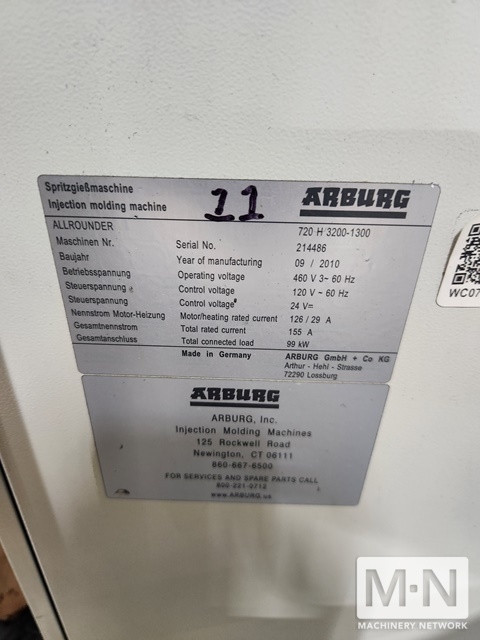 Spritzgießmaschine
Injection molding machine
11
ARBURG
ALLROUNDER 720 H 3200-1300
Maschinen Nr. Serial No. 214486
Baujahr Year of manufacturing 09 / 2010
Betriebsspannung Operating voltage 460 V 3~ 60 Hz
Steuerspannung Control voltage 120 V ~ 60 Hz
Steuerspannung Control voltage 24 V=
Nennstrom Motor-Heizung Motor/heating rated current 126 / 29 A
Gesamtnennstrom Total rated current 155 A
Gesamtanschluss Total connected load 99 kW
Made in Germany
ARBURG GmbH + Co KG
Arthur - Hehl - Strasse
72290 Lossburg
ARBURG
ARBURG, Inc.
Injection Molding Machines
125 Rockwell Road
Newington, CT 06111
860-667-6500
FOR SERVICES AND SPARE PARTS CALL
800-221-0712
www.ARBURG.us
WC07
M-N
MACHINERY NETWORK